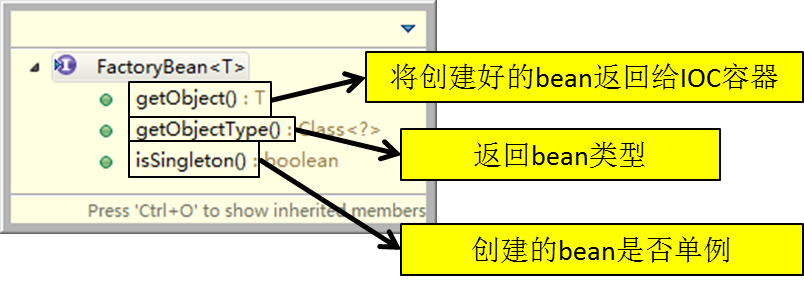 FactoryBean<T>
getObject() : T
将创建好的bean返回给IOC容器
getObjectType() : Class<?>
返回bean类型
isSingleton() : boolean
Press 'Ctrl+O' to show inherited members
创建的bean是否单例